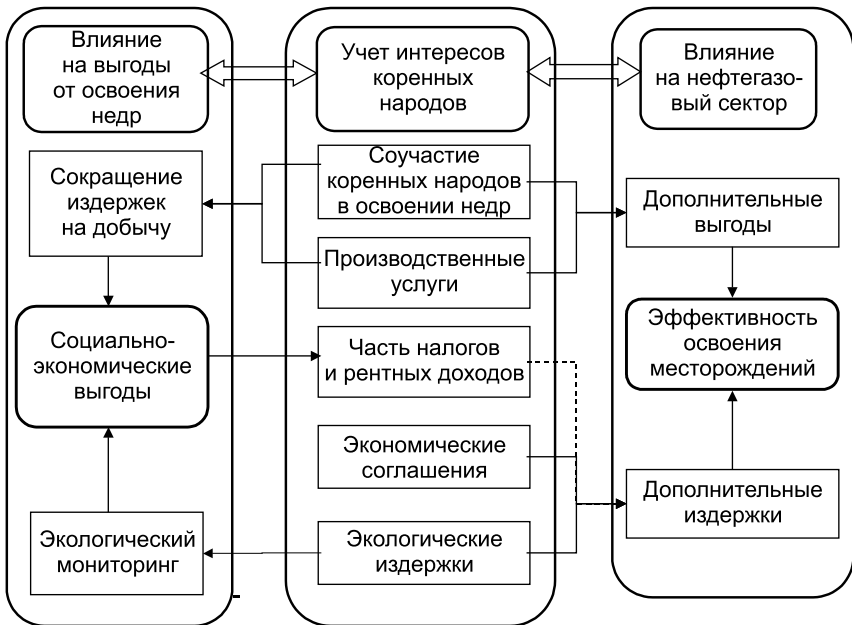 Влияние
на выгоды
от освоения
недр
Сокращение
издержек
на добычу
Социально-
экономические
выгоды
Экологический
мониторинг
Учет интересов
коренных
народов
Соучастие
коренных народов
в освоении недр
Производственные
услуги
Часть налогов
и рентных доходов
Экономические
соглашения
Экологические
издержки
Влияние
на нефтегазо-
вый сектор
Дополнительные
выгоды
Эффективность
освоения
месторождений
Дополнительные
издержки